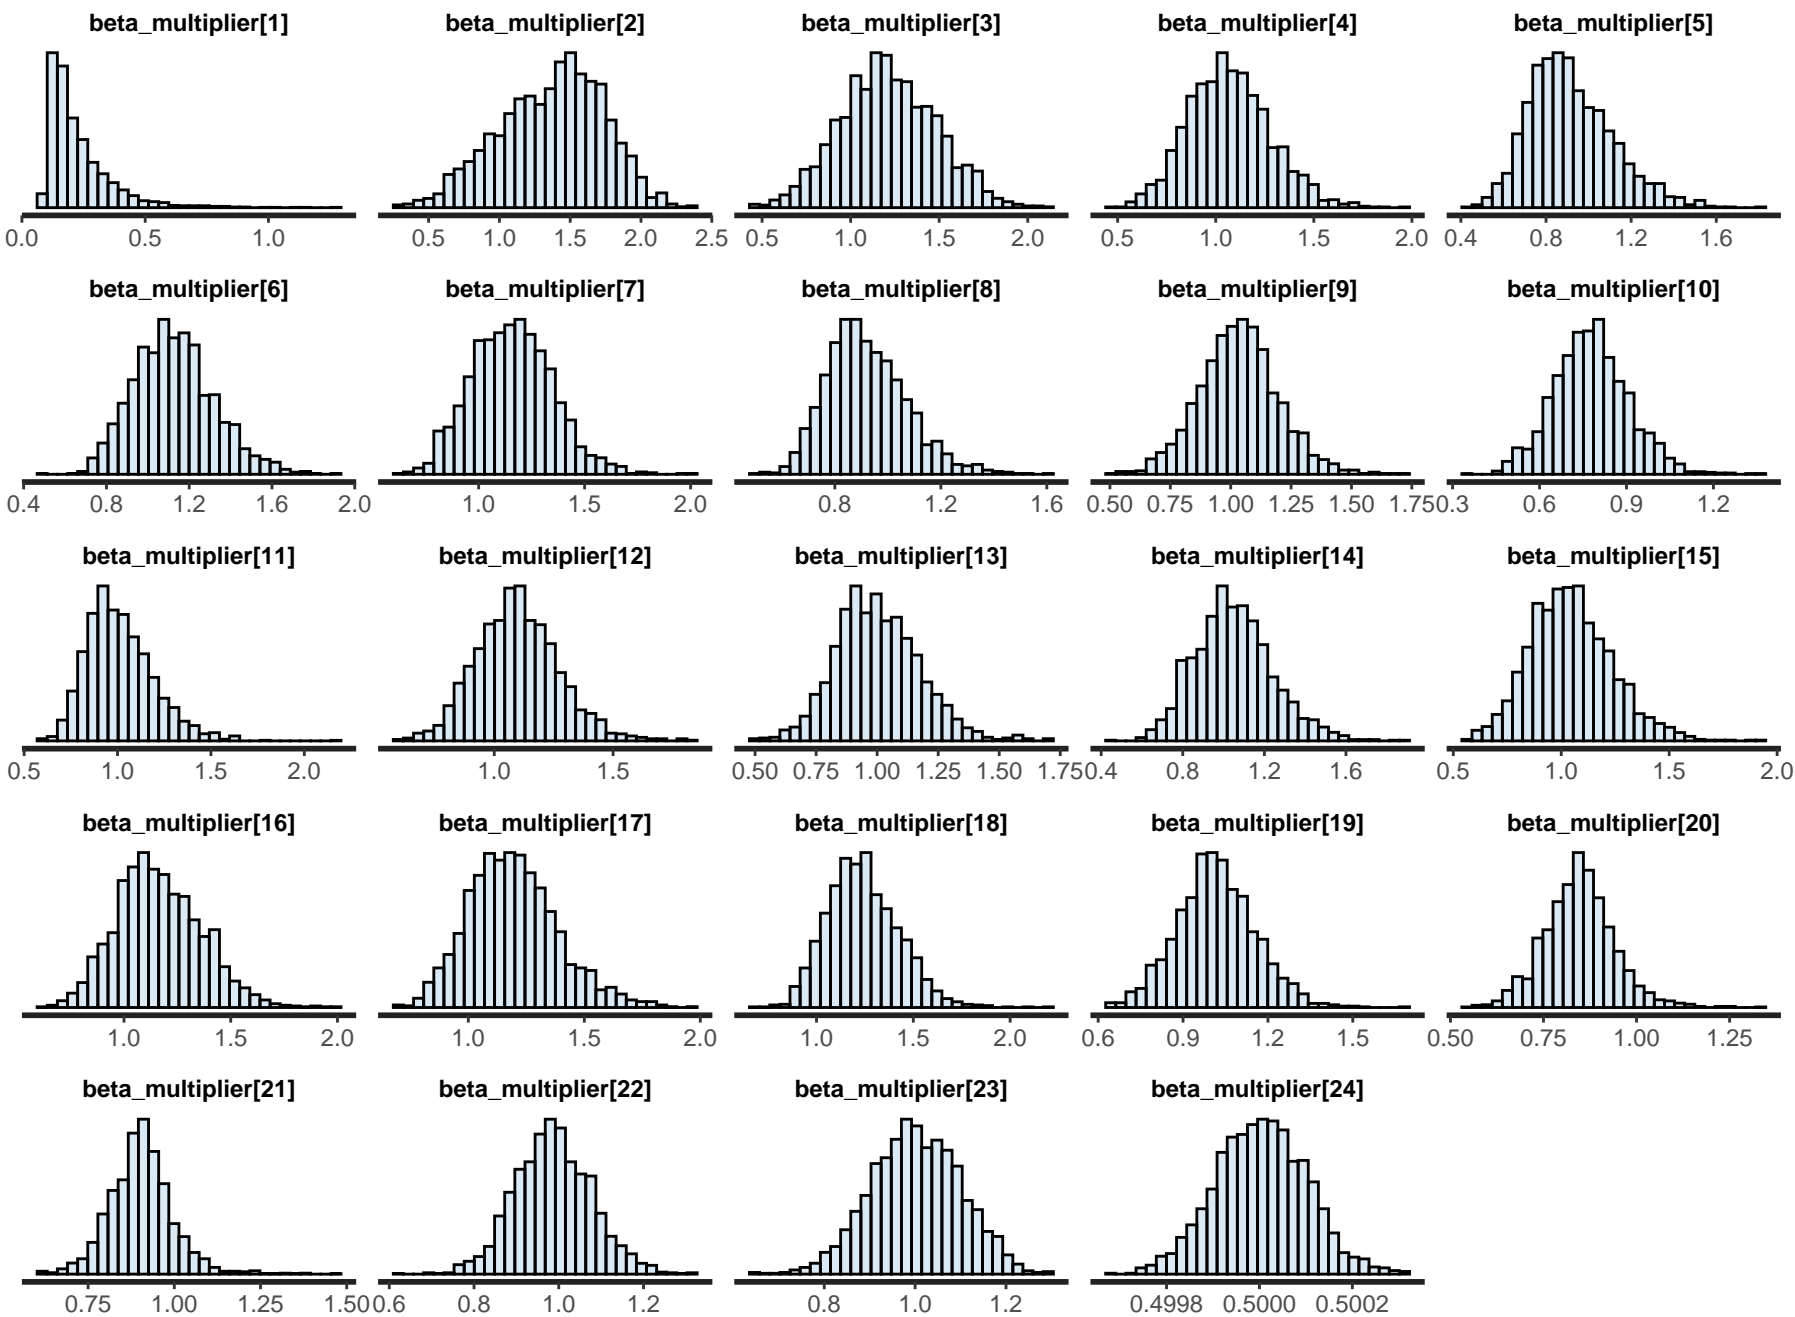 beta_multiplier[1] beta_multiplier[2] beta_multiplier[3] beta_multiplier[4] beta_multiplier[5]
0.0 0.5 1.0 0.5 1.0 1.5 2.0 2.5 0.5 1.0 1.5 2.0 0.5 1.0 1.5 2.0 0.4 0.8 1.2 1.6
beta_multiplier[6] beta_multiplier[7] beta_multiplier[8] beta_multiplier[9] beta_multiplier[10]
0.4 0.8 1.2 1.6 2.0 1.0 1.5 2.0 0.8 1.2 1.6 0.50 0.75 1.00 1.25 1.50 1.75 0.3 0.6 0.9 1.2
beta_multiplier[11] beta_multiplier[12] beta_multiplier[13] beta_multiplier[14] beta_multiplier[15]
0.5 1.0 1.5 2.0 1.0 1.5 0.50 0.75 1.00 1.25 1.50 1.75 0.4 0.8 1.2 1.6 0.5 1.0 1.5 2.0
beta_multiplier[16] beta_multiplier[17] beta_multiplier[18] beta_multiplier[19] beta_multiplier[20]
1.0 1.5 2.0 1.0 1.5 2.0 1.0 1.5 2.0 0.6 0.9 1.2 1.5 0.50 0.75 1.00 1.25
beta_multiplier[21] beta_multiplier[22] beta_multiplier[23] beta_multiplier[24]
0.75 1.00 1.25 1.50 0.6 0.8 1.0 1.2 0.8 1.0 1.2 0.4998 0.5000 0.5002